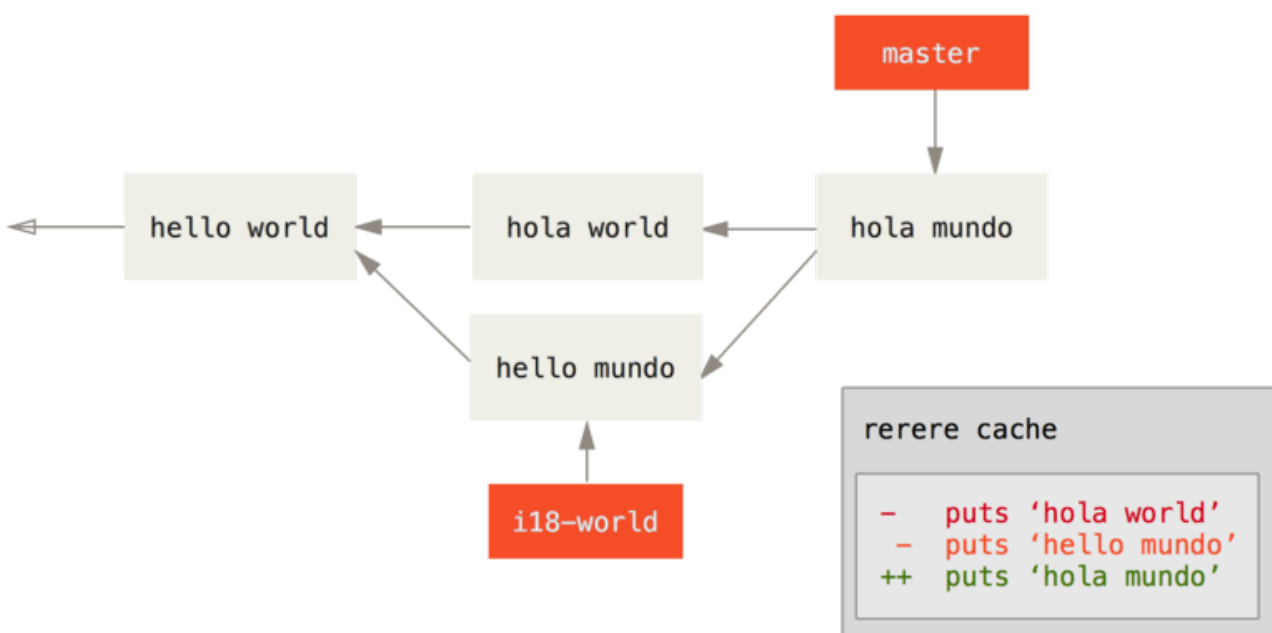 master
hello world
hola world
hola mundo
hello mundo
i18–world
rerere cache
–   puts ‘hola world’
 –  puts ‘hello mundo’
++  puts ‘hola mundo’